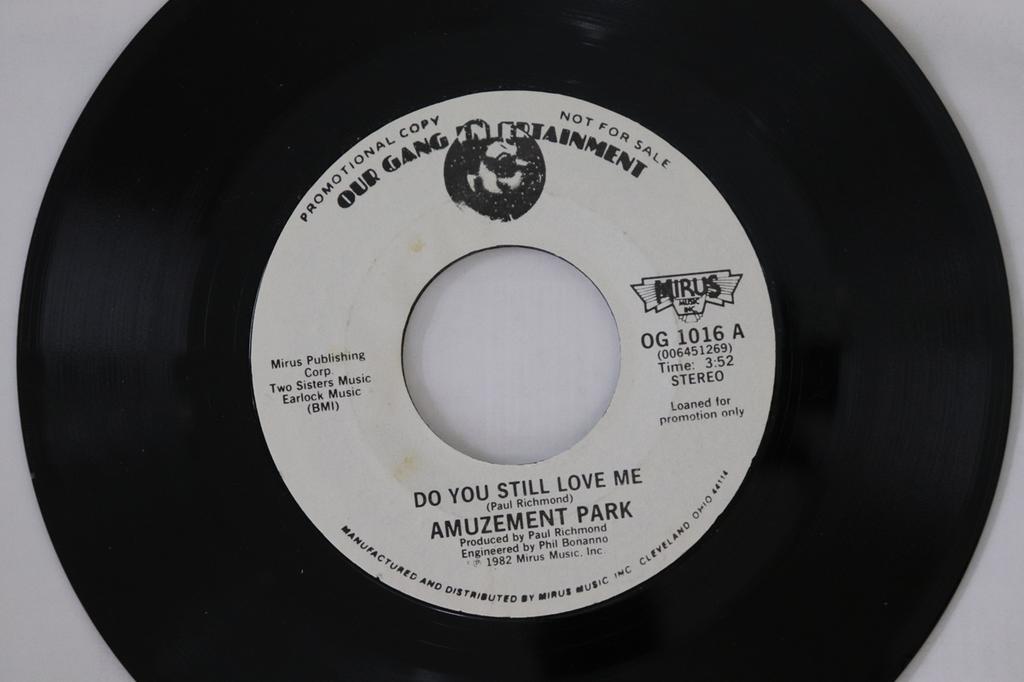 PROMOTIONAL COPY
NOT FOR SALE
OUR GANG ENTERTAINMENT
MIRUS
MUSIC
INC.
OG 1016 A
(006451269)
Time: 3:52
STEREO
Loaned for
promotion only
Mirus Publishing
Corp.
Two Sisters Music
Earlock Music
(BMI)
DO YOU STILL LOVE ME
(Paul Richmond)
AMUZEMENT PARK
Produced by Paul Richmond
Engineered by Phil Bonanno
℗ 1982 Mirus Music, Inc.
MANUFACTURED AND DISTRIBUTED BY MIRUS MUSIC INC CLEVELAND OHIO 44114